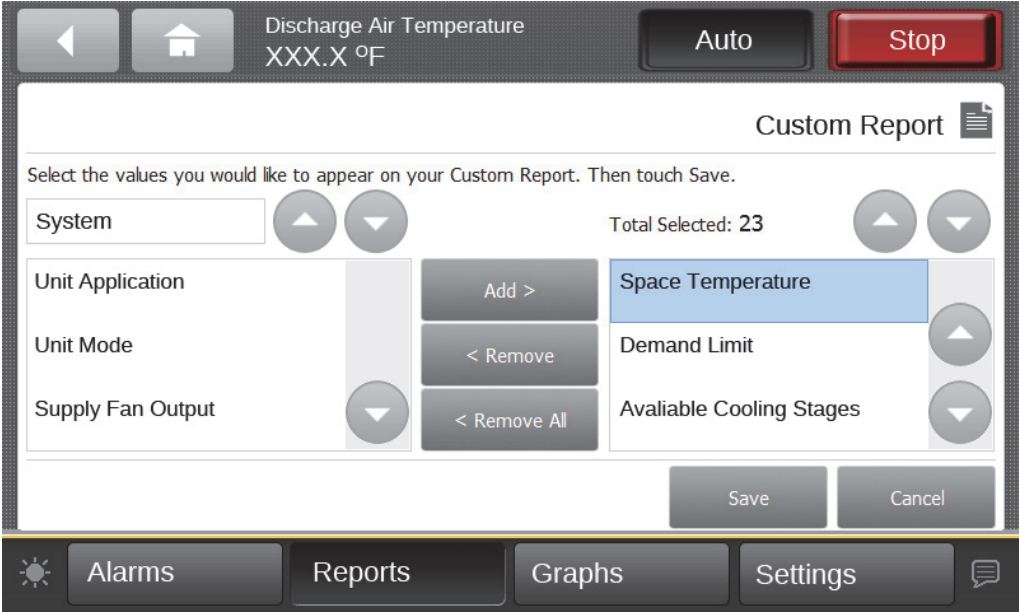 Discharge Air Temperature
XXX.X ºF
Auto
Stop
Custom Report
Select the values you would like to appear on your Custom Report. Then touch Save.
System
Total Selected: 23
Unit Application
Add >
Space Temperature
Unit Mode
< Remove
Demand Limit
Supply Fan Output
< Remove All
Avaliable Cooling Stages
Save
Cancel
Alarms
Reports
Graphs
Settings